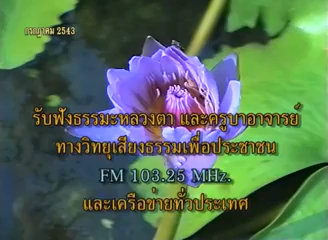 กรกฎาคม 2543
รับฟังธรรมะหลวงตา และครูบาอาจารย์
ทางวิทยุเสียงธรรมเพื่อประชาชน
FM 103.25 MHz.
และเครือข่ายทั่วประเทศ